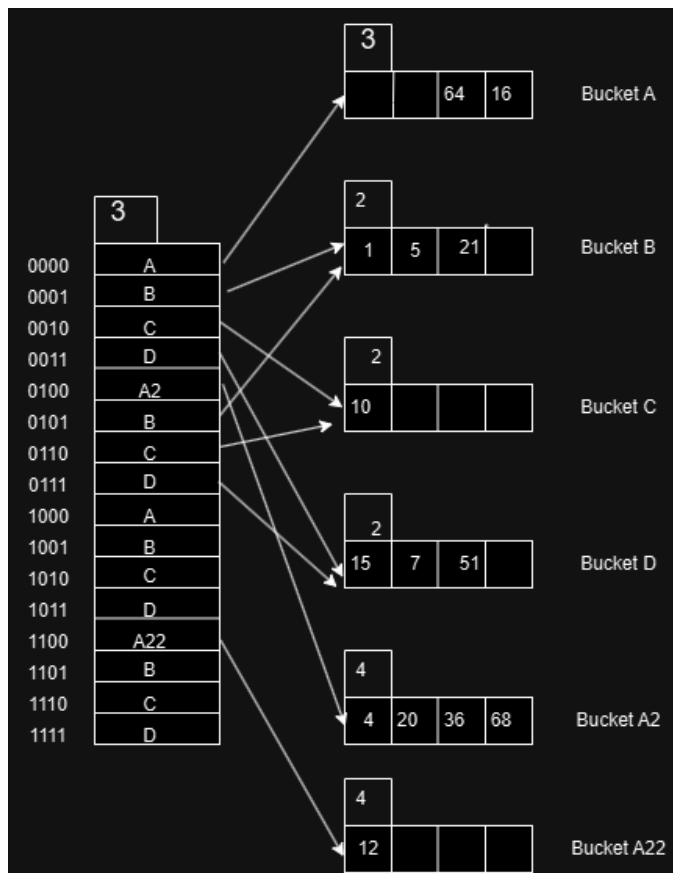 3
64 16 Bucket A
2
1 5 21 Bucket B
2
10 Bucket C
2
15 7 51 Bucket D
4
4 20 36 68 Bucket A2
4
12 Bucket A22
3
0000 A
0001 B
0010 C
0011 D
0100 A2
0101 B
0110 C
0111 D
1000 A
1001 B
1010 C
1011 D
1100 A22
1101 B
1110 C
1111 D